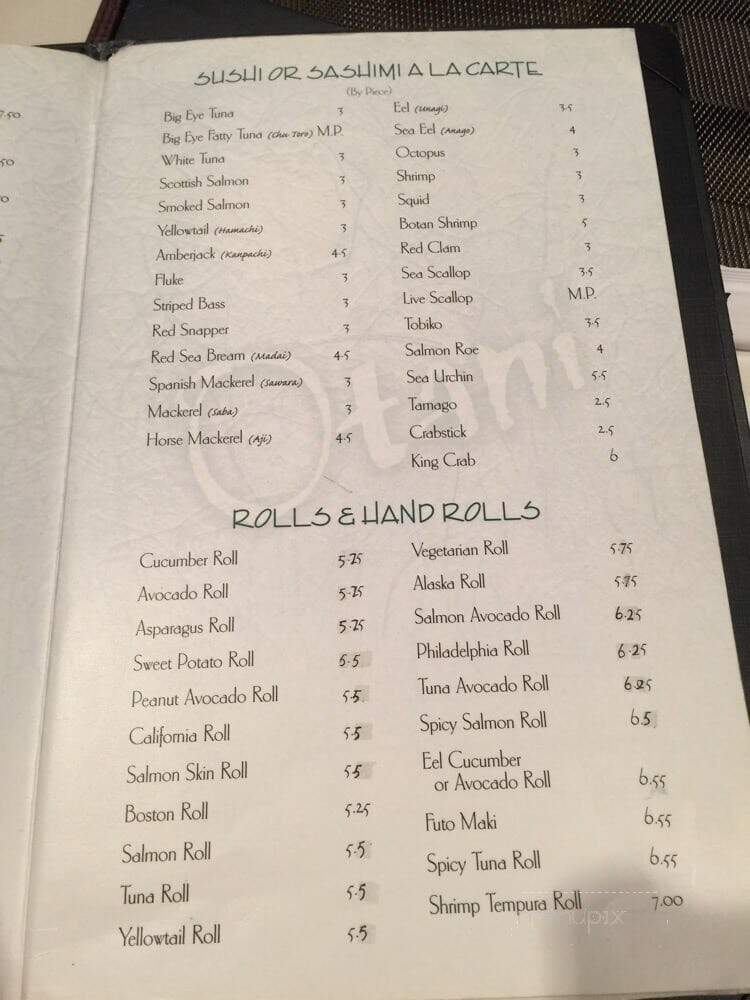 SUSHI OR SASHIMI A LA CARTE
(By Piece)
Big Eye Tuna 3
Big Eye Fatty Tuna (Chu Toro) M.P.
White Tuna 3
Scottish Salmon 3
Smoked Salmon 3
Yellowtail (Hamachi) 3
Amberjack (Kanpachi) 4.5
Fluke 3
Striped Bass 3
Red Snapper 3
Red Sea Bream (Madai) 4.5
Spanish Mackerel (Sawara) 3
Mackerel (Saba) 3
Horse Mackerel (Aji) 4.5
Eel (Unagi) 3.5
Sea Eel (Anago) 4
Octopus 3
Shrimp 3
Squid 3
Botan Shrimp 5
Red Clam 3
Sea Scallop 3.5
Live Scallop M.P.
Tobiko 3.5
Salmon Roe 4
Sea Urchin 5.5
Tamago 2.5
Crabstick 2.5
King Crab 6
Otani
ROLLS & HAND ROLLS
Cucumber Roll 5.25
Avocado Roll 5.25
Asparagus Roll 5.25
Sweet Potato Roll 5.5
Peanut Avocado Roll 5.5
California Roll 5.5
Salmon Skin Roll 5.5
Boston Roll 5.25
Salmon Roll 5.5
Tuna Roll 5.5
Yellowtail Roll 5.5
Vegetarian Roll 5.75
Alaska Roll 5.75
Salmon Avocado Roll 6.25
Philadelphia Roll 6.25
Tuna Avocado Roll 6.25
Spicy Salmon Roll 6.5
Eel Cucumber
or Avocado Roll 6.55
Futo Maki 6.55
Spicy Tuna Roll 6.55
Shrimp Tempura Roll 7.00